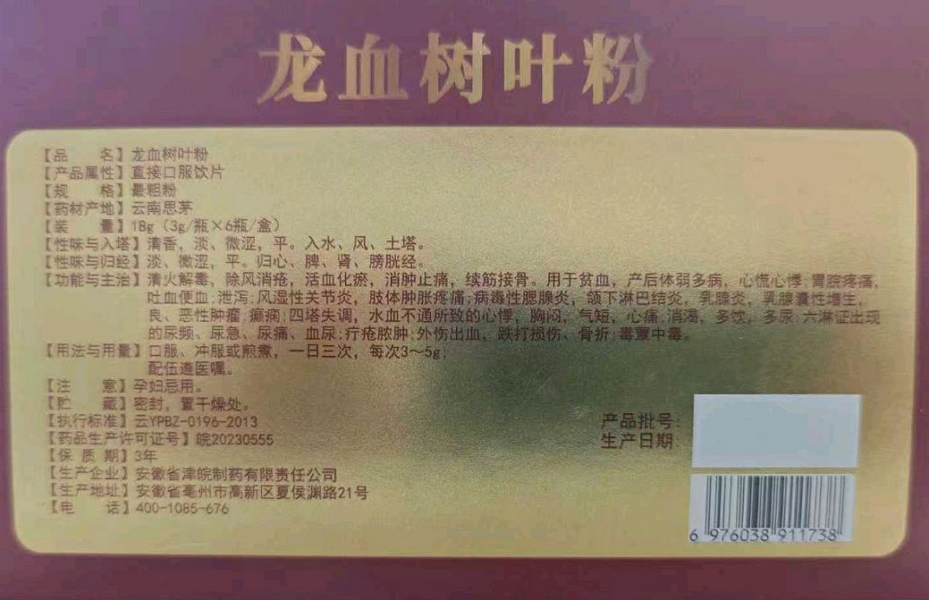 龙血树叶粉
【品 名】龙血树叶粉
【产品属性】直接口服饮片
【规 格】最粗粉
【药材产地】云南思茅
【装 量】18g（3g/瓶×6瓶/盒）
【性味与入塔】清香，淡、微涩，平。入水、风、土塔。
【性味与归经】淡、微涩，平。归心、脾、肾、膀胱经。
【功能与主治】清火解毒、除风消疮，活血化瘀，消肿止痛，续筋接骨。用于贫血，产后体弱多病，心慌心悸;胃脘疼痛，
吐血便血;泄泻;风湿性关节炎，肢体肿胀疼痛;病毒性腮腺炎，颌下淋巴结炎，乳腺炎，乳腺囊性增生，
良、恶性肿瘤;癫痫;四塔失调，水血不通所致的心悸，胸闷，气短，心痛;消渴，多饮，多尿;六淋证出现
的尿频、尿急、尿痛、血尿;疔疮脓肿;外伤出血，跌打损伤、骨折;毒蕈中毒。
【用法与用量】口服、冲服或煎煮，一日三次，每次3～5g;
配伍遵医嘱。
【注 意】孕妇忌用。
【贮 藏】密封，置干燥处。
【执行标准】云YPBZ-0196-2013
【药品生产许可证号】皖20230555
【保 质 期】3年
【生产企业】安徽省津皖制药有限责任公司
【生产地址】安徽省亳州市高新区夏侯渊路21号
【电 话】400-1085-676
产品批号:
生产日期:
6 976038 911738